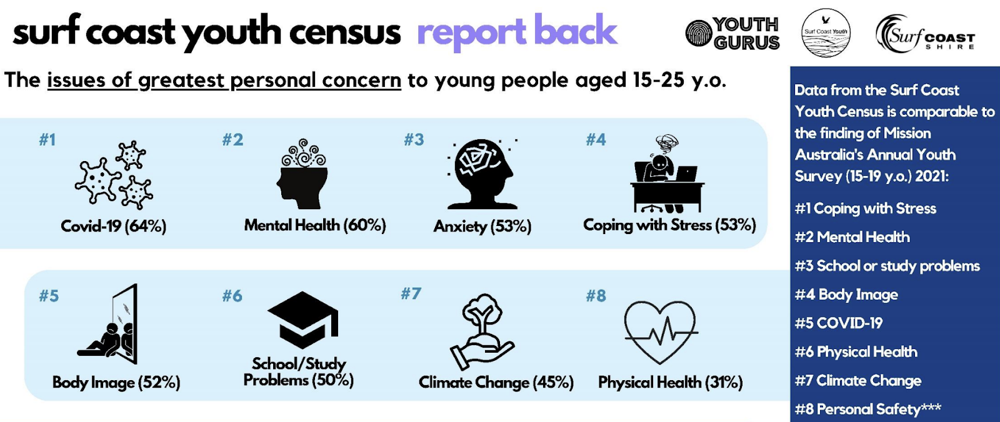 surf coast youth census report back
YOUTH
GURUS
Surf Coast Youth
Surf COAST
SHIRE
The issues of greatest personal concern to young people aged 15-25 y.o.
#1
#2
#3
#4
Covid-19 (64%)
Mental Health (60%)
Anxiety (53%)
Coping with Stress (53%)
#5
#6
#7
#8
Body Image (52%)
School/Study
Problems (50%)
Climate Change (45%)
Physical Health (31%)
Data from the Surf Coast
Youth Census is comparable to
the finding of Mission
Australia's Annual Youth
Survey (15-19 y.o.) 2021:
#1 Coping with Stress
#2 Mental Health
#3 School or study problems
#4 Body Image
#5 COVID-19
#6 Physical Health
#7 Climate Change
#8 Personal Safety***